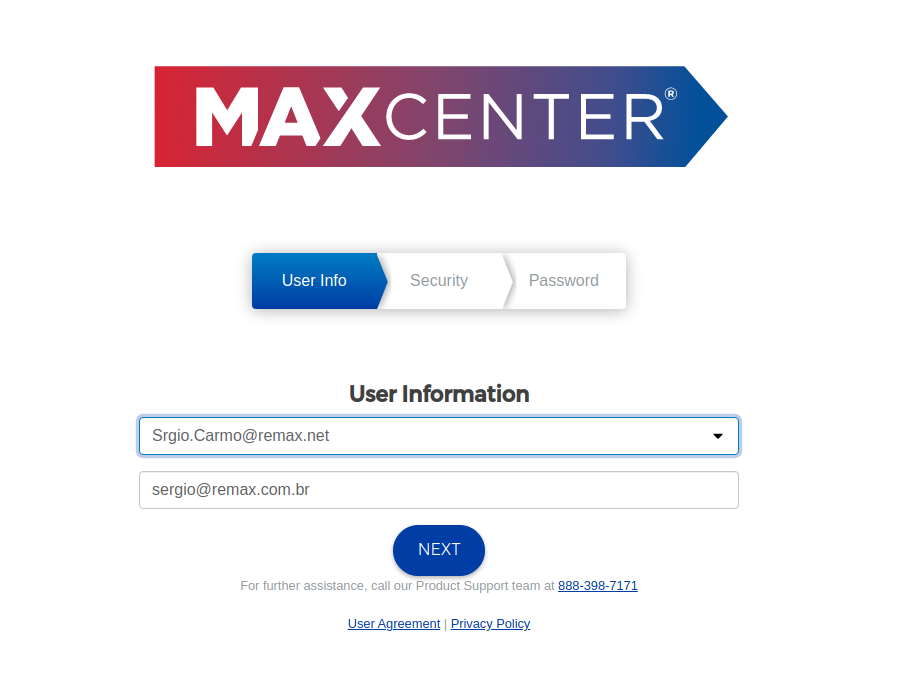 MAXCENTER®
User Info
Security
Password
User Information
Srgio.Carmo@remax.net
sergio@remax.com.br
NEXT
For further assistance, call our Product Support team at 888-398-7171
User Agreement | Privacy Policy